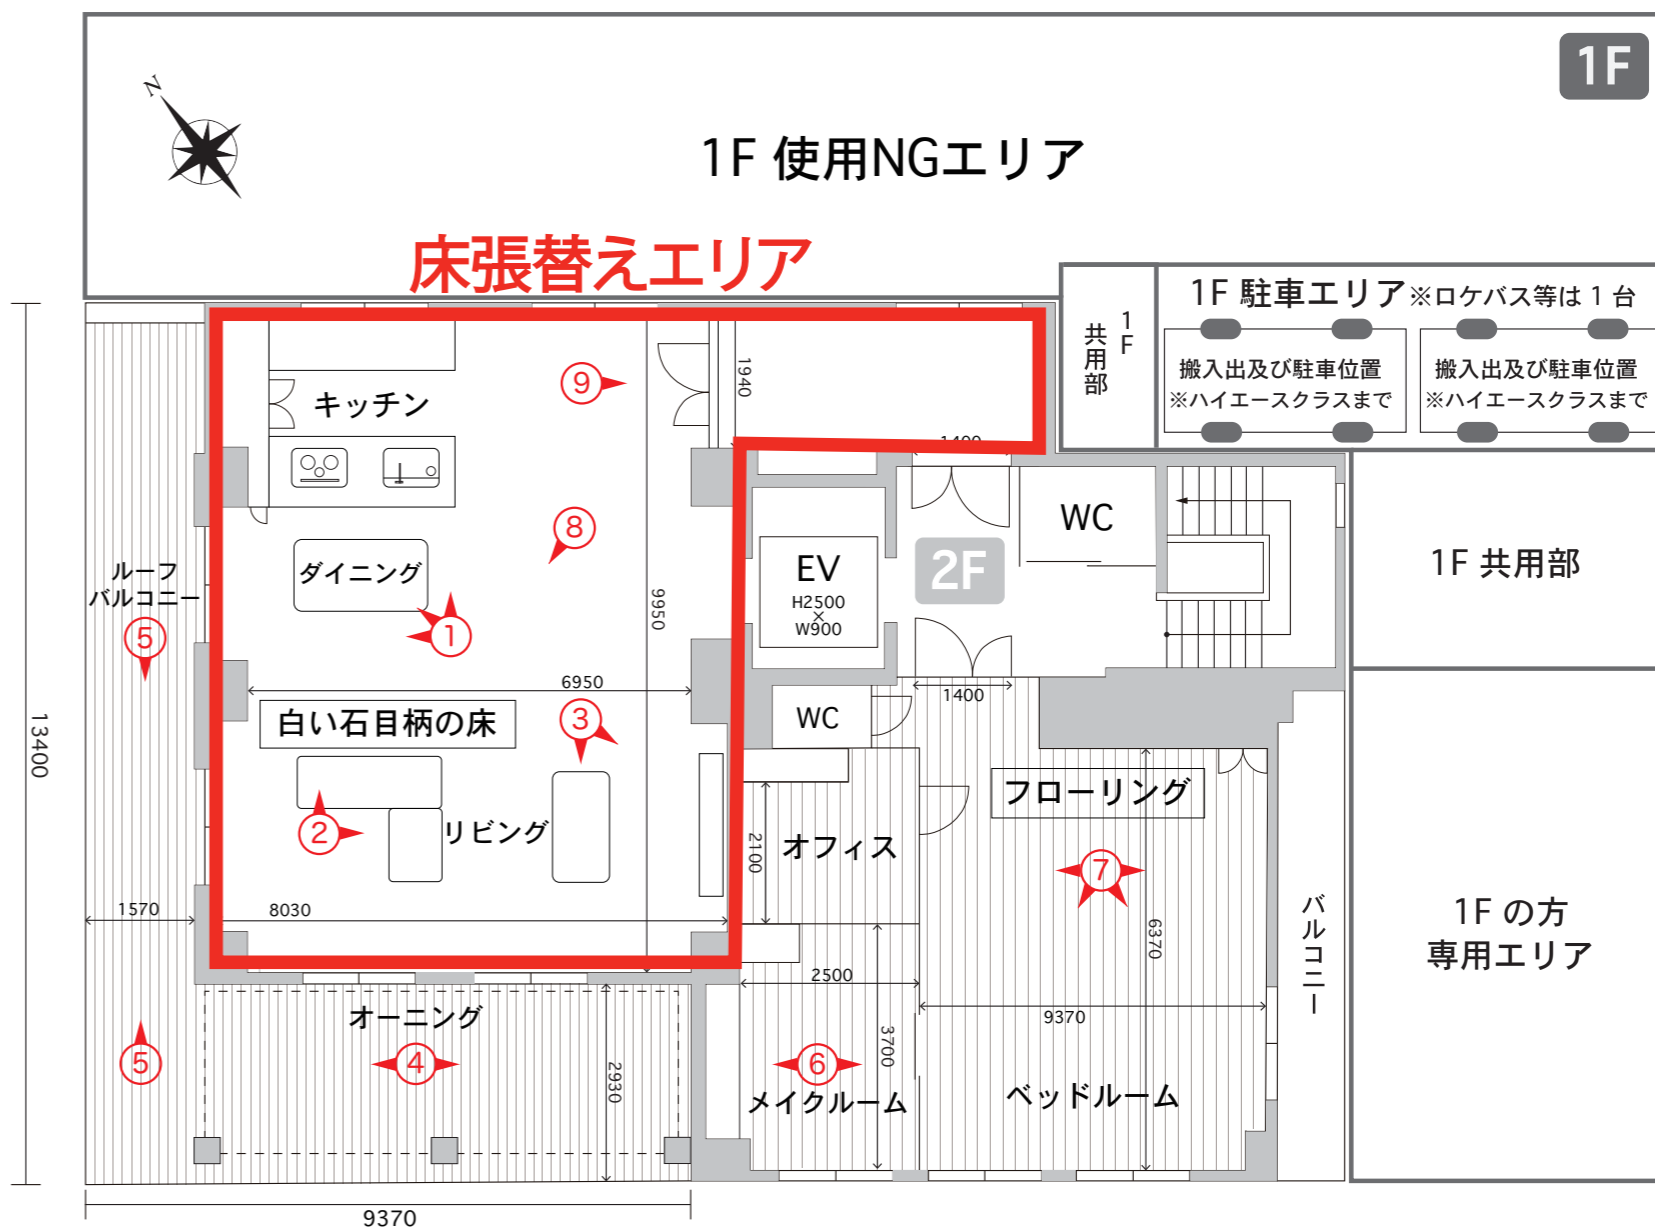 1F
N
1F 使用NGエリア
床張替えエリア
1F 駐車エリア ※ロケバス等は 1 台
1F
共用部
搬入出及び駐車位置
※ハイエースクラスまで
搬入出及び駐車位置
※ハイエースクラスまで
キッチン
⑨
1940
1400
⑧
WC
EV
H2500
×
W900
2F
1F 共用部
ルーフ
バルコニー
⑤
ダイニング
①
9950
6950
1400
白い石目柄の床
③
WC
13400
フローリング
②
リビング
オフィス
2100
⑦
1570
8030
6370
バルコニー
1F の方
専用エリア
2500
オーニング
9370
⑤
④
2930
⑥
3700
メイクルーム
ベッドルーム
9370